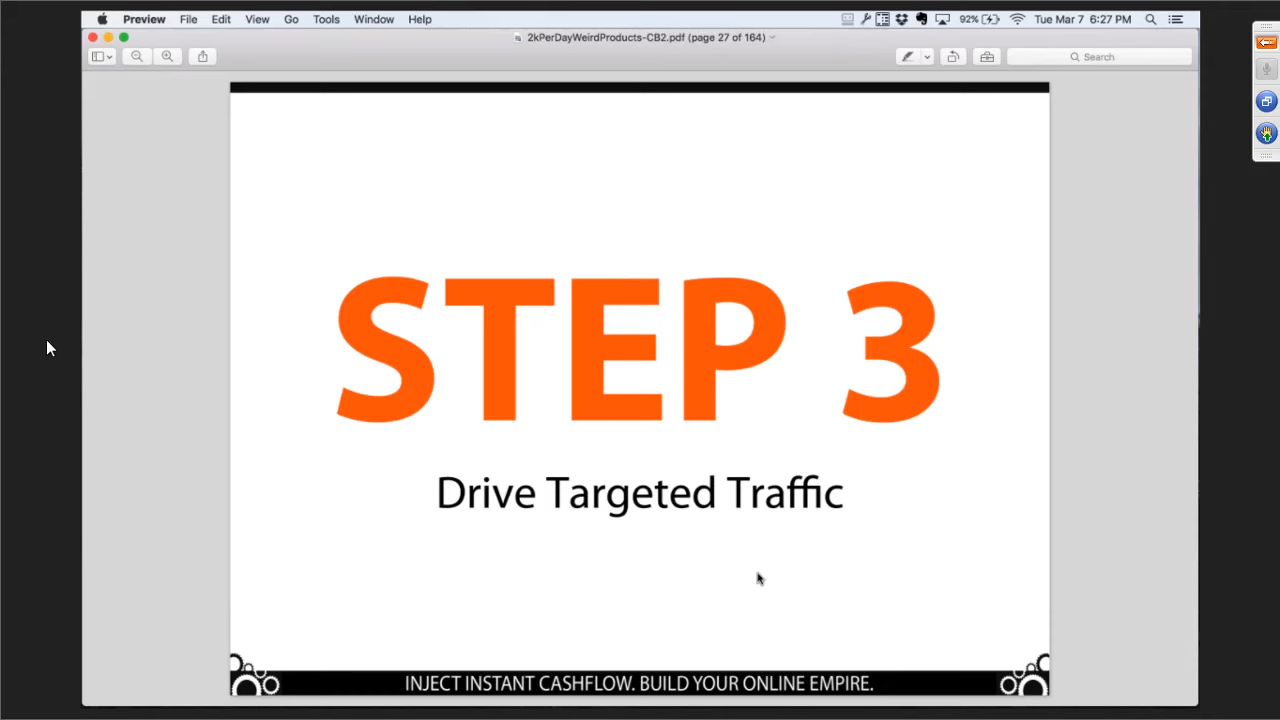 Preview File Edit View Go Tools Window Help 92% Tue Mar 7 6:27 PM
2kPerDayWeirdProducts-CB2.pdf (page 27 of 164)
Search
STEP 3
Drive Targeted Traffic
INJECT INSTANT CASHFLOW. BUILD YOUR ONLINE EMPIRE.